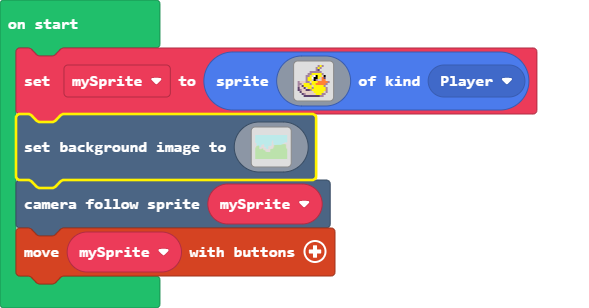 on start
set mySprite to sprite of kind Player
set background image to
camera follow sprite mySprite
move mySprite with buttons